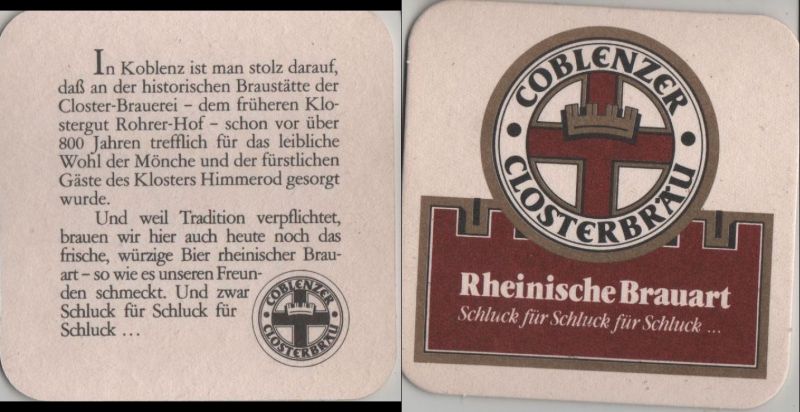 In Koblenz ist man stolz darauf,
daß an der historischen Braustätte der
Closter-Brauerei – dem früheren Klo-
stergut Rohrer-Hof – schon vor über
800 Jahren trefflich für das leibliche
Wohl der Mönche und der fürstlichen
Gäste des Klosters Himmerod gesorgt
wurde.
Und weil Tradition verpflichtet,
brauen wir hier auch heute noch das
frische, würzige Bier rheinischer Brau-
art – so wie es unseren Freun-
den schmeckt. Und zwar
Schluck für Schluck für
Schluck ...
COBLENZER
CLOSTERBRÄU
COBLENZER
CLOSTERBRÄU
Rheinische Brauart
Schluck für Schluck für Schluck ...